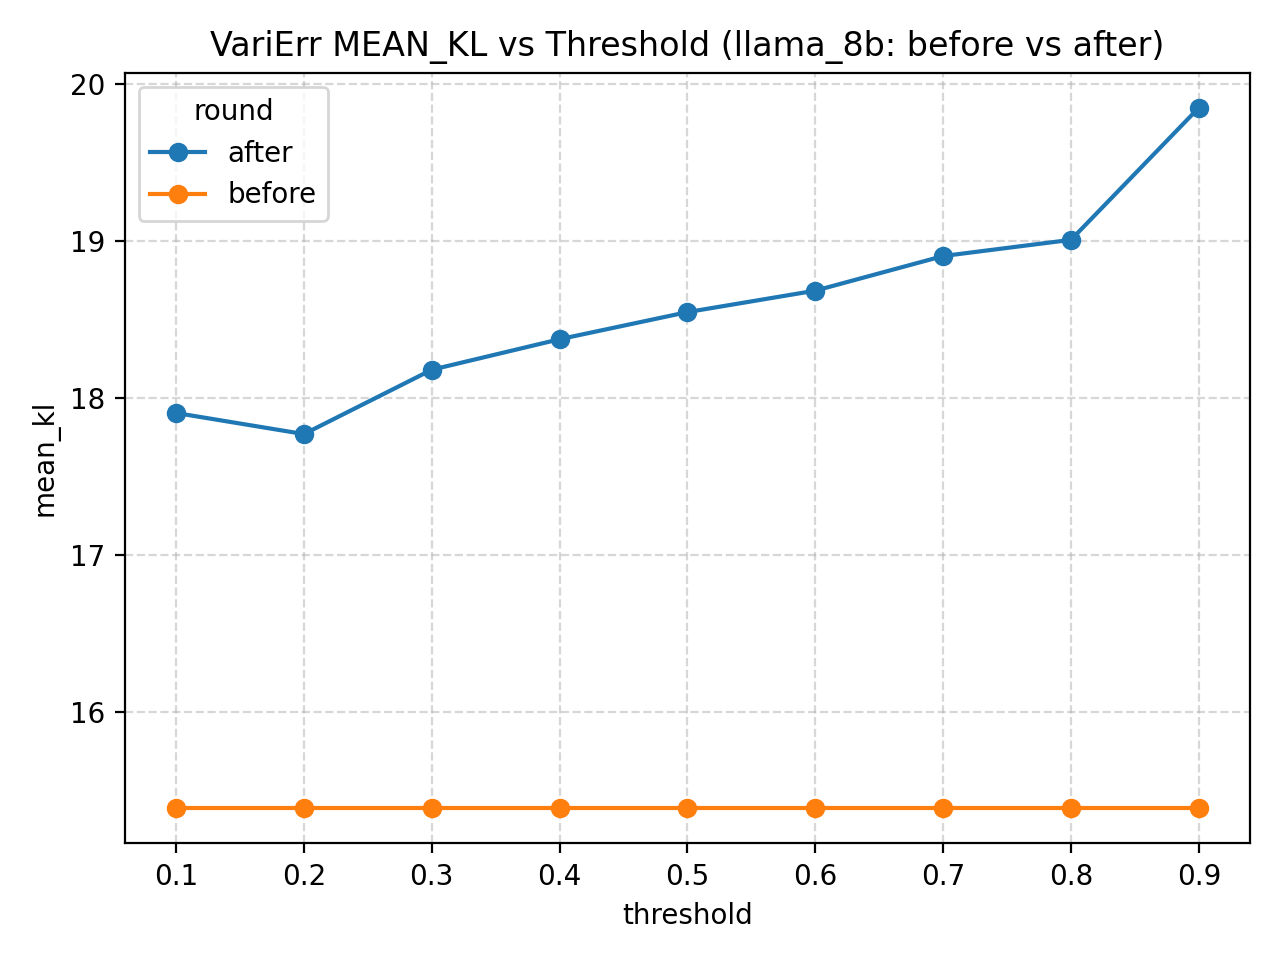 VariErr MEAN_KL vs Threshold (llama_8b: before vs after)
round
after
before
20
19
18
17
16
mean_kl
0.1 0.2 0.3 0.4 0.5 0.6 0.7 0.8 0.9
threshold